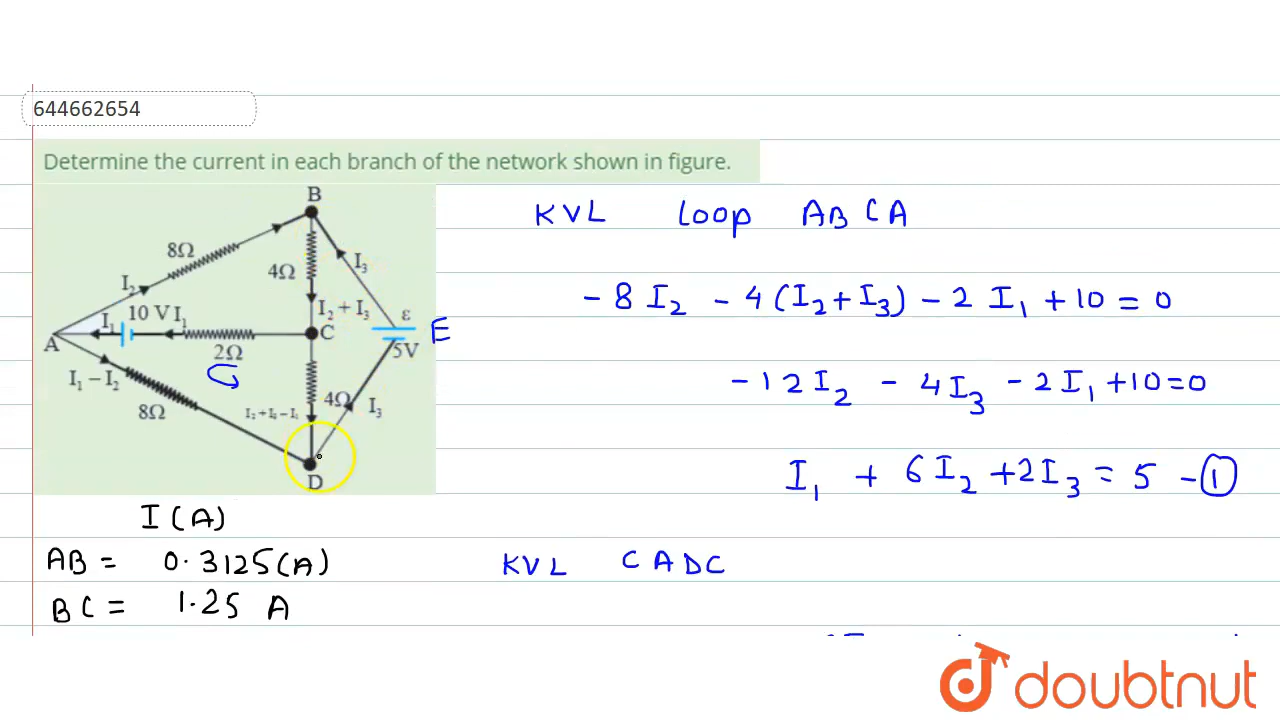 644662654
Determine the current in each branch of the network shown in figure.
B
8Ω
4Ω
I₃
I₂
I₂ + I₃
10 V I₁
I₁
ε
E
A
C
2Ω
5V
I₁ – I₂
4Ω
I₃
8Ω
D
KVL Loop ABCA
- 8 I₂ - 4 (I₂ + I₃) - 2 I₁ + 10 = 0
- 12 I₂ - 4 I₃ - 2 I₁ + 10 = 0
I₁ + 6 I₂ + 2 I₃ = 5 - ①
I (A)
AB = 0.3125 (A)
BC = 1.25 A
KVL CADC
doubtnut